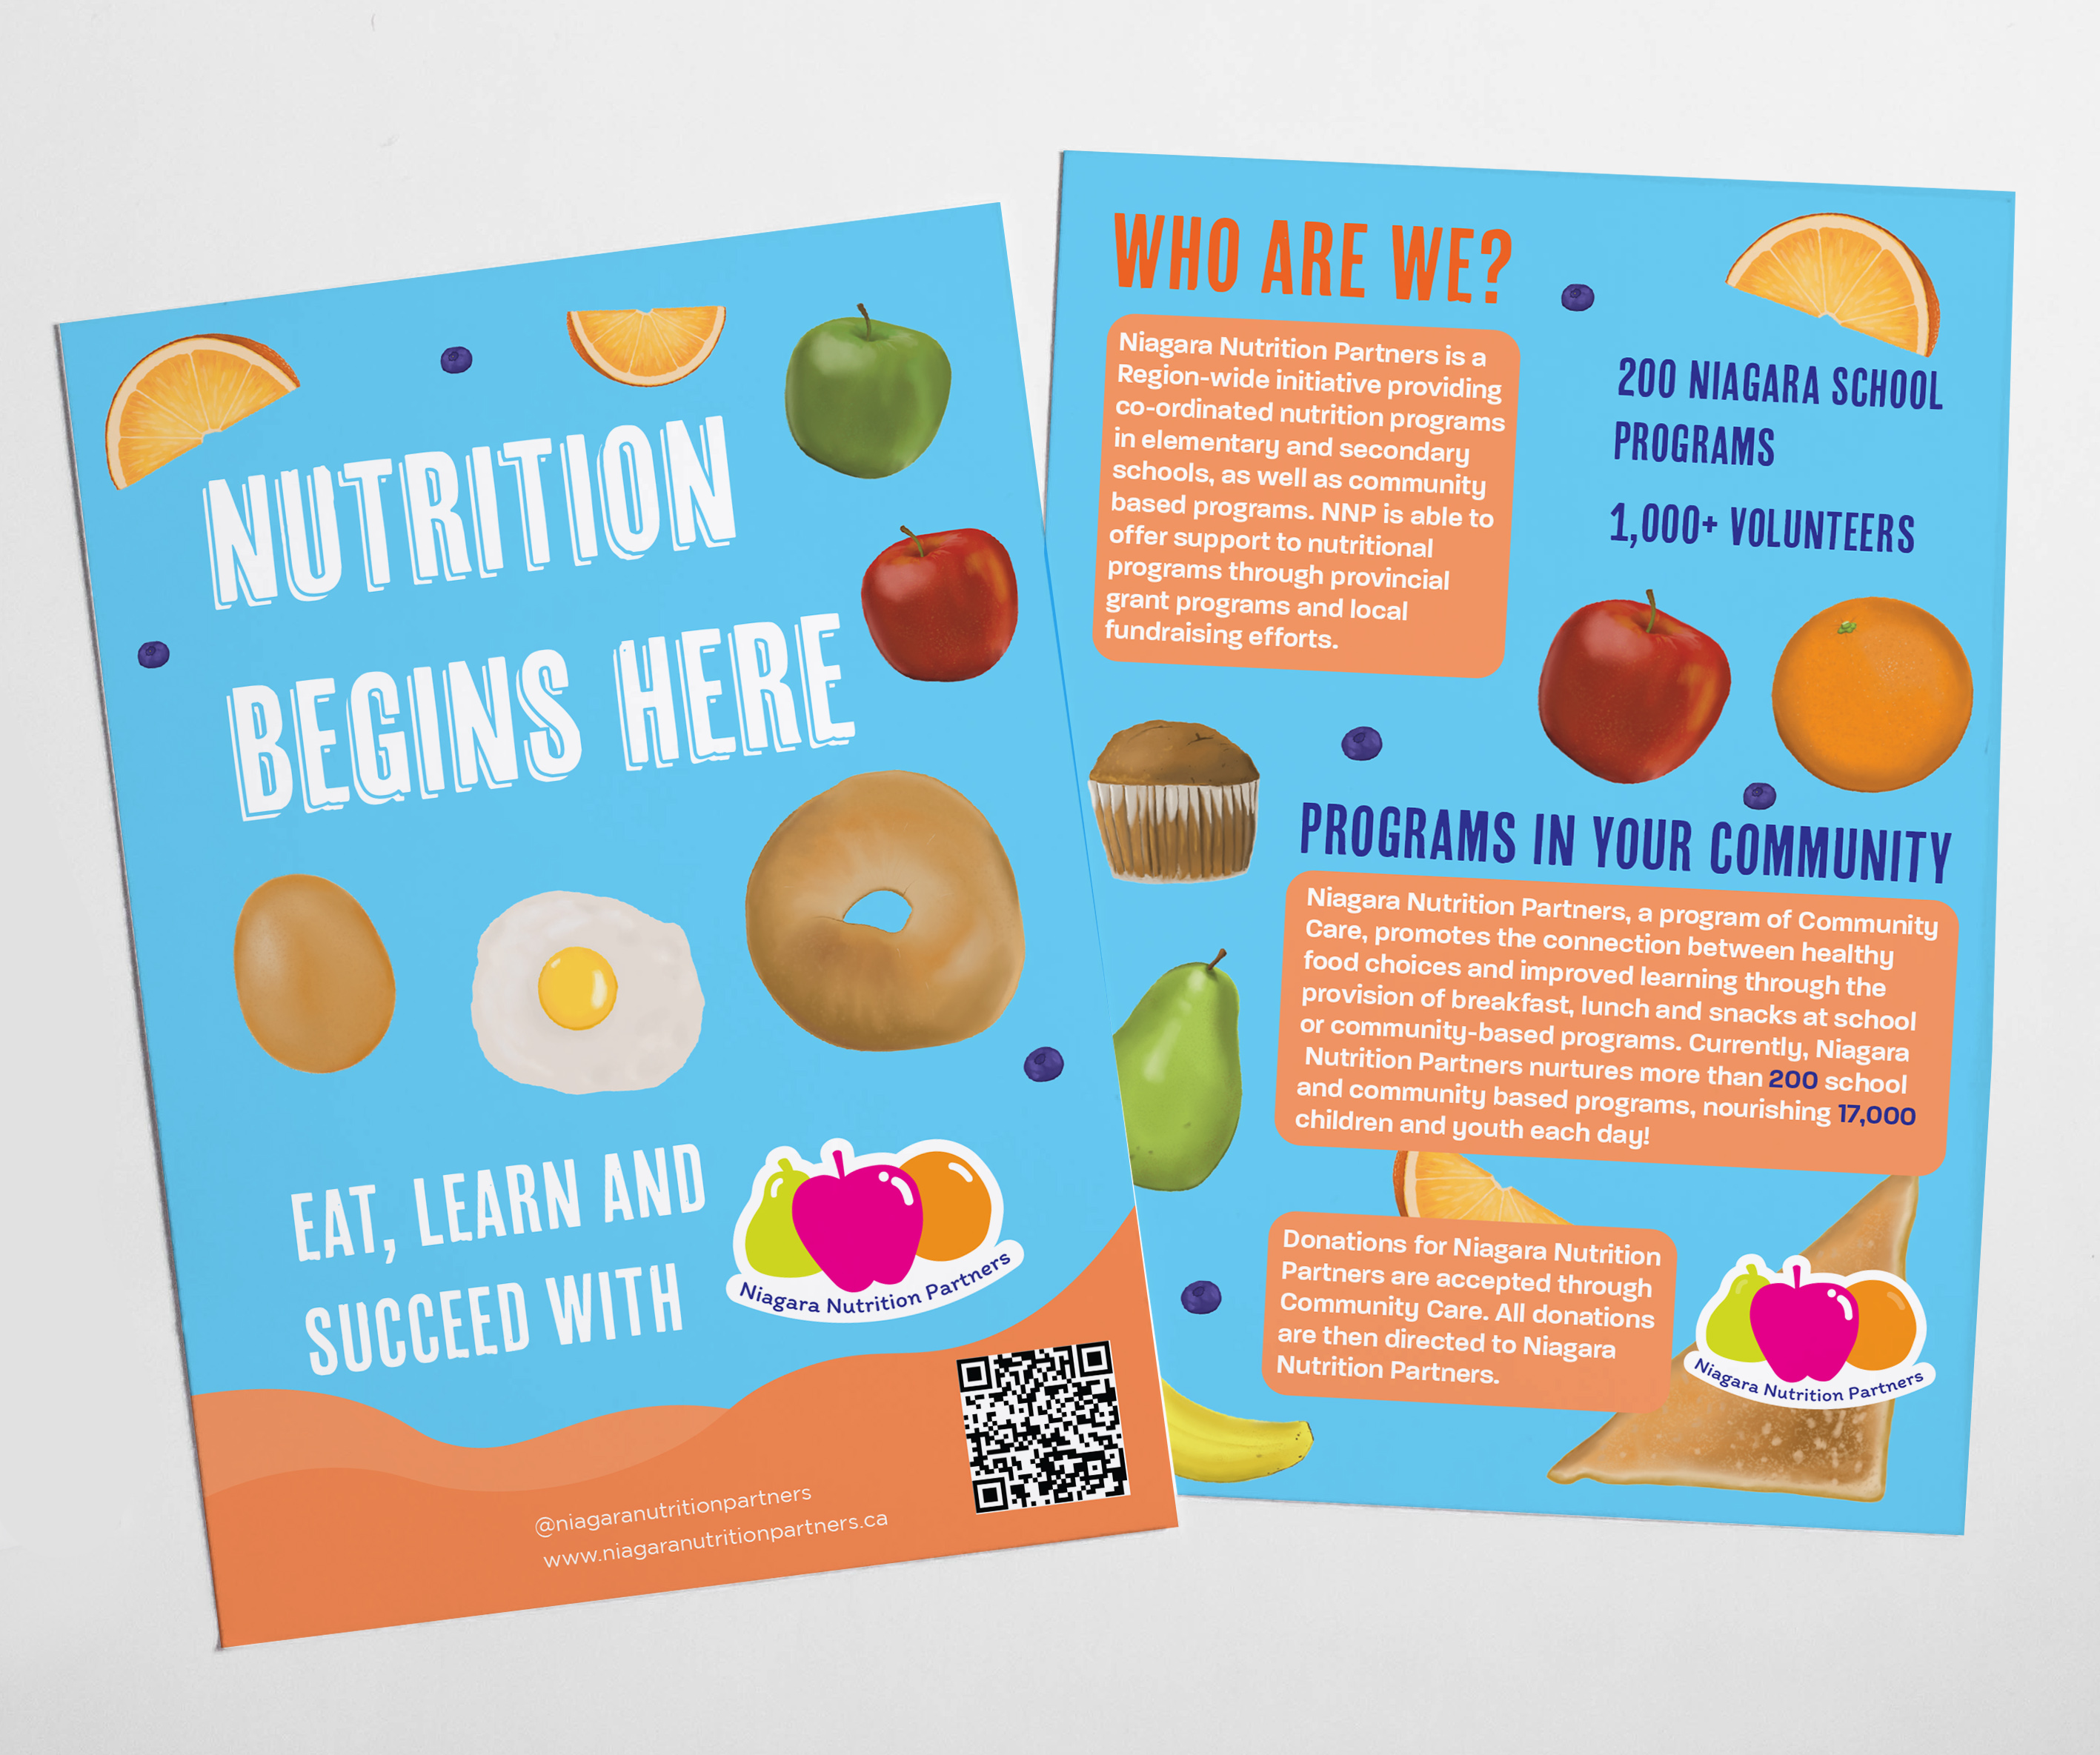 NUTRITION
BEGINS HERE
EAT, LEARN AND
SUCCEED WITH
Niagara Nutrition Partners
@niagaranutritionpartners
www.niagaranutritionpartners.ca
WHO ARE WE?
Niagara Nutrition Partners is a
Region-wide initiative providing
co-ordinated nutrition programs
in elementary and secondary
schools, as well as community
based programs. NNP is able to
offer support to nutritional
programs through provincial
grant programs and local
fundraising efforts.
200 NIAGARA SCHOOL
PROGRAMS
1,000+ VOLUNTEERS
PROGRAMS IN YOUR COMMUNITY
Niagara Nutrition Partners, a program of Community
Care, promotes the connection between healthy
food choices and improved learning through the
provision of breakfast, lunch and snacks at school
or community-based programs. Currently, Niagara
Nutrition Partners nurtures more than 200 school
and community based programs, nourishing 17,000
children and youth each day!
Donations for Niagara Nutrition
Partners are accepted through
Community Care. All donations
are then directed to Niagara
Nutrition Partners.
Niagara Nutrition Partners